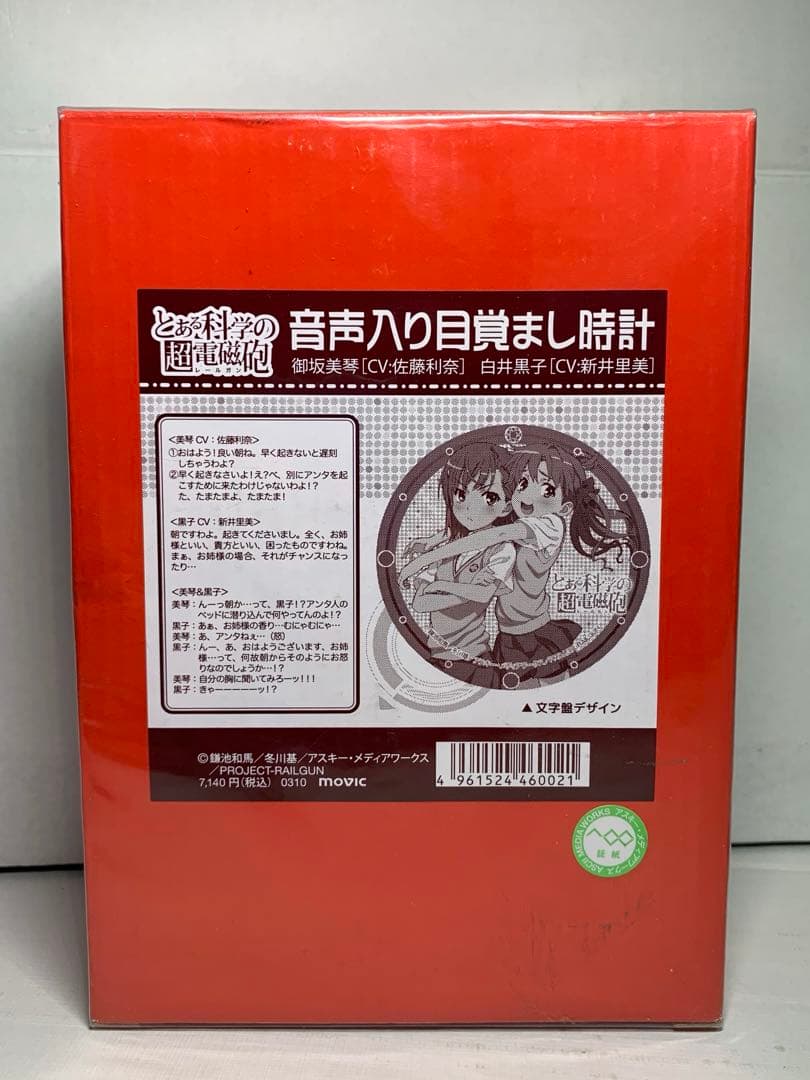 とある科学の
超電磁砲
レールガン
音声入り目覚まし時計
御坂美琴[CV:佐藤利奈] 白井黒子[CV:新井里美]
<美琴 CV：佐藤利奈>
①おはよう!良い朝ね。早く起きないと遅刻
しちゃうわよ?
②早く起きなさいよ!え?べ、別にアンタを起
こすために来たわけじゃないわよ!?
た、たまたまよ、たまたま!
<黒子 CV：新井里美>
朝ですわよ。起きてくださいまし。全く、お姉
様といい、貴方といい、困ったものですわね。
まぁ、お姉様の場合、それがチャンスになっ
たり…
<美琴&黒子>
美琴：んーっ朝か…って、黒子!?アンタ人の
ベッドに潜り込んで何やってんのよ!?
黒子：あぁ、お姉様の香り…むにゃむにゃ…
美琴：あ、アンタねぇ…(怒)
黒子：んー、あ、おはようございます、お姉
様…って、何故朝からそのようにお怒
りなのでしょうか…!?
美琴：自分の胸に聞いてみろーッ!!!
黒子：きゃーーーーーッ!?
とある科学の
超電磁砲
▲文字盤デザイン
©鎌池和馬／冬川基／アスキー・メディアワークス
／PROJECT-RAILGUN
7,140円(税込) 0310 movic
4 961524 460021
ASCII MEDIA WORKS アスキー・メディアワークス
証紙